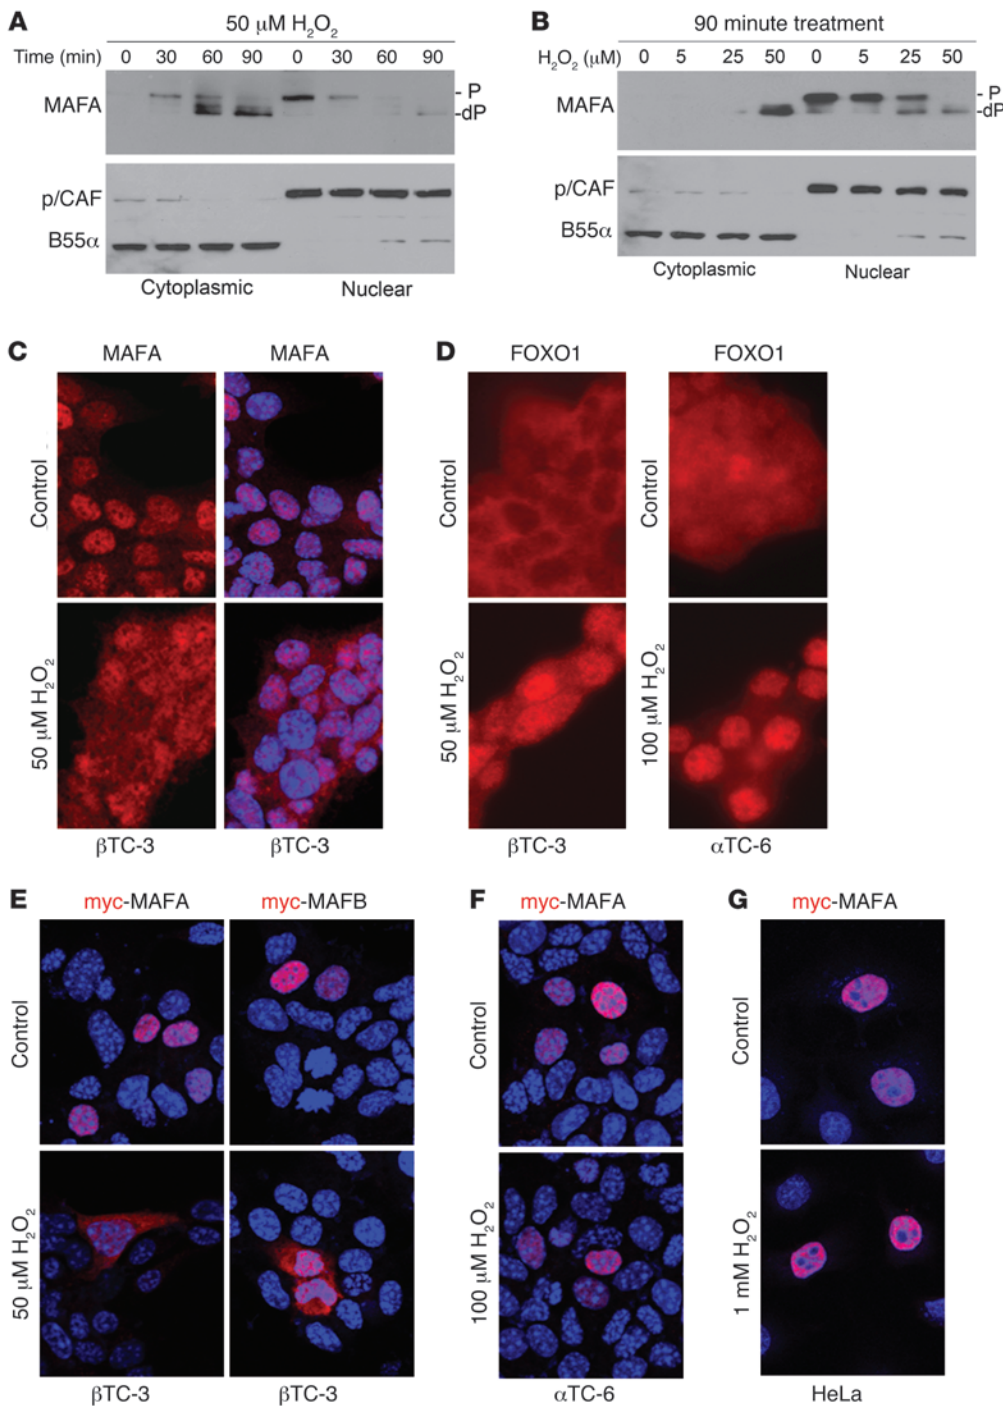 A
50 μM H₂O₂
Time (min) 0 30 60 90 0 30 60 90
MAFA
- P
-dP
p/CAF
B55α
Cytoplasmic Nuclear
B
90 minute treatment
H₂O₂ (μM) 0 5 25 50 0 5 25 50
MAFA
- P
-dP
p/CAF
B55α
Cytoplasmic Nuclear
C
MAFA MAFA
Control
50 μM H₂O₂
βTC-3 βTC-3
D
FOXO1 FOXO1
Control Control
50 μM H₂O₂ 100 μM H₂O₂
βTC-3 αTC-6
E
myc-MAFA myc-MAFB
Control
50 μM H₂O₂
βTC-3 βTC-3
F
myc-MAFA
Control
100 μM H₂O₂
αTC-6
G
myc-MAFA
Control
1 mM H₂O₂
HeLa